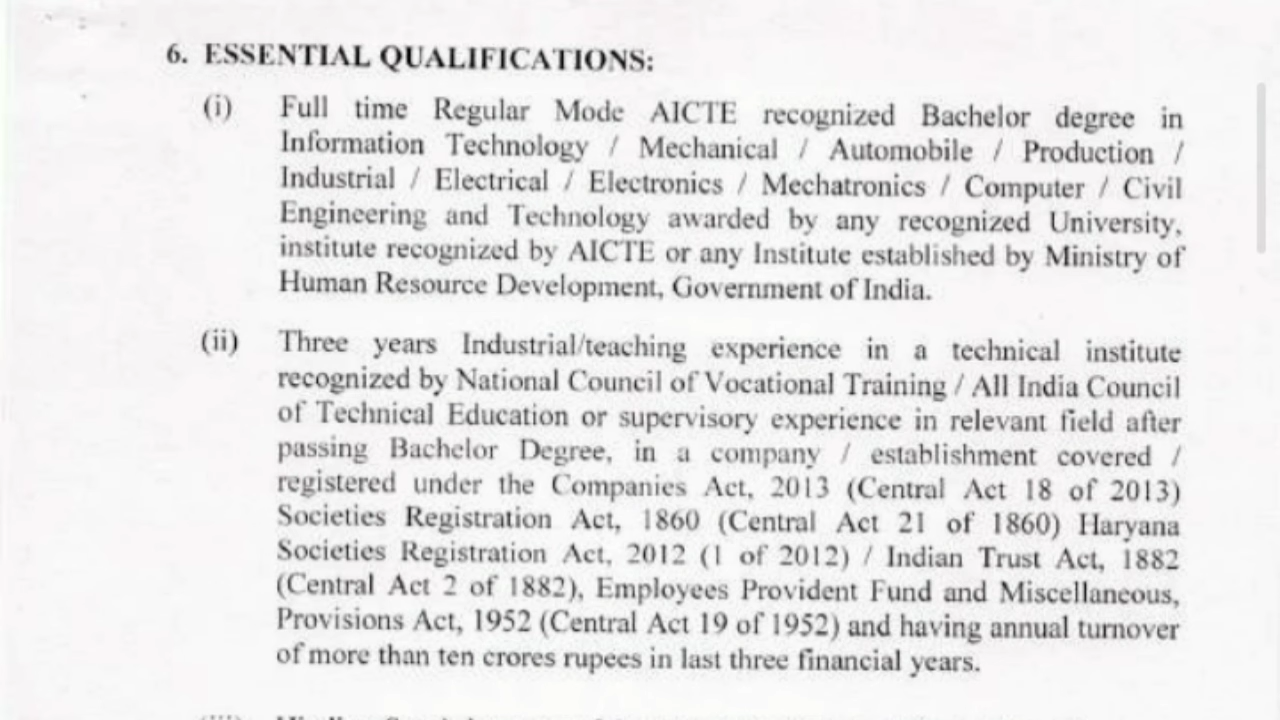 6. ESSENTIAL QUALIFICATIONS:
(i) Full time Regular Mode AICTE recognized Bachelor degree in
Information Technology / Mechanical / Automobile / Production /
Industrial / Electrical / Electronics / Mechatronics / Computer / Civil
Engineering and Technology awarded by any recognized University,
institute recognized by AICTE or any Institute established by Ministry of
Human Resource Development, Government of India.
(ii) Three years Industrial/teaching experience in a technical institute
recognized by National Council of Vocational Training / All India Council
of Technical Education or supervisory experience in relevant field after
passing Bachelor Degree, in a company / establishment covered /
registered under the Companies Act, 2013 (Central Act 18 of 2013)
Societies Registration Act, 1860 (Central Act 21 of 1860) Haryana
Societies Registration Act, 2012 (1 of 2012) / Indian Trust Act, 1882
(Central Act 2 of 1882), Employees Provident Fund and Miscellaneous,
Provisions Act, 1952 (Central Act 19 of 1952) and having annual turnover
of more than ten crores rupees in last three financial years.